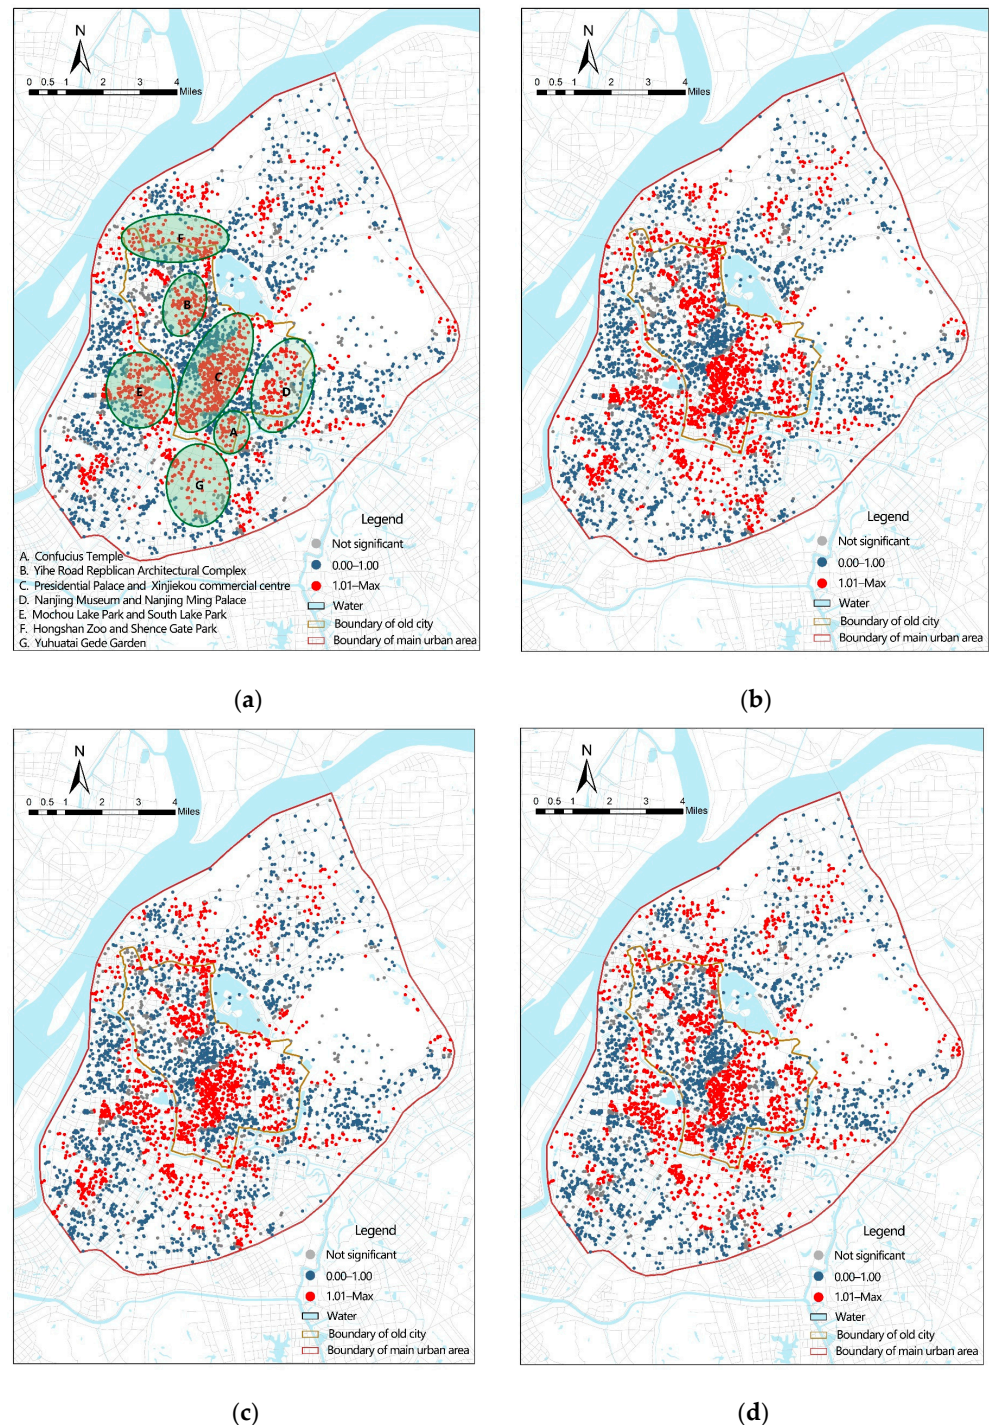 N
0 0.5 1 2 3 4
Miles
F
B
C
E
D
A
G
Legend
Not significant
0.00–1.00
1.01–Max
Water
Boundary of old city
Boundary of main urban area
A. Confucius Temple
B. Yihe Road Repblican Architectural Complex
C. Presidential Palace and Xinjiekou commercial centre
D. Nanjing Museum and Nanjing Ming Palace
E. Mochou Lake Park and South Lake Park
F. Hongshan Zoo and Shence Gate Park
G. Yuhuatai Gede Garden
(a)
N
0 0.5 1 2 3 4
Miles
Legend
Not significant
0.00–1.00
1.01–Max
Water
Boundary of old city
Boundary of main urban area
(b)
N
0 0.5 1 2 3 4
Miles
Legend
Not significant
0.00–1.00
1.01–Max
Water
Boundary of old city
Boundary of main urban area
(c)
N
0 0.5 1 2 3 4
Miles
Legend
Not significant
0.00–1.00
1.01–Max
Water
Boundary of old city
Boundary of main urban area
(d)